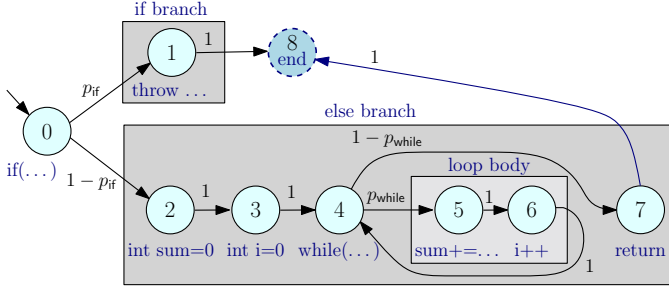 if branch
1
1
8
end
1
p_if
throw ...
else branch
0
if(...)
1 − p_while
1 − p_if
loop body
2
1
3
1
4
p_while
5
1
6
7
int sum=0
int i=0
while(...)
sum+=...
i++
1
return